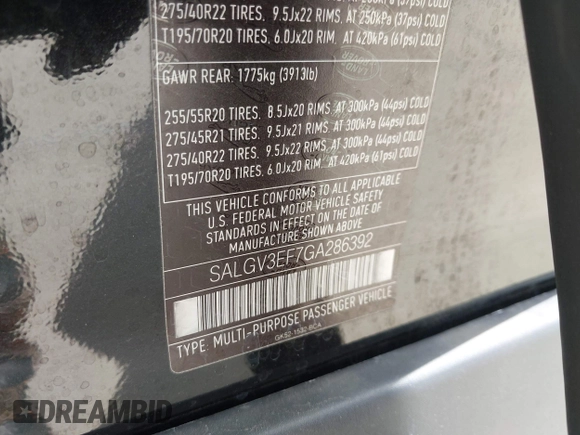 275/40R22 TIRES. 9.5Jx22 RIMS. AT 250kPa (37psi) COLD
T195/70R20 TIRES. 6.0Jx20 RIM. AT 420kPa (61psi) COLD
GAWR REAR: 1775kg (3913lb)
255/55R20 TIRES. 8.5Jx20 RIMS. AT 300kPa (44psi) COLD
275/45R21 TIRES. 9.5Jx21 RIMS. AT 300kPa (44psi) COLD
275/40R22 TIRES. 9.5Jx22 RIMS. AT 300kPa (44psi) COLD
T195/70R20 TIRES. 6.0Jx20 RIM. AT 420kPa (61psi) COLD
THIS VEHICLE CONFORMS TO ALL APPLICABLE
U.S. FEDERAL MOTOR VEHICLE SAFETY
STANDARDS IN EFFECT ON THE DATE OF
MANUFACTURE SHOWN ABOVE
SALGV3EF7GA286392
TYPE: MULTI-PURPOSE PASSENGER VEHICLE
GK52-1532-BCA
DREAMBID